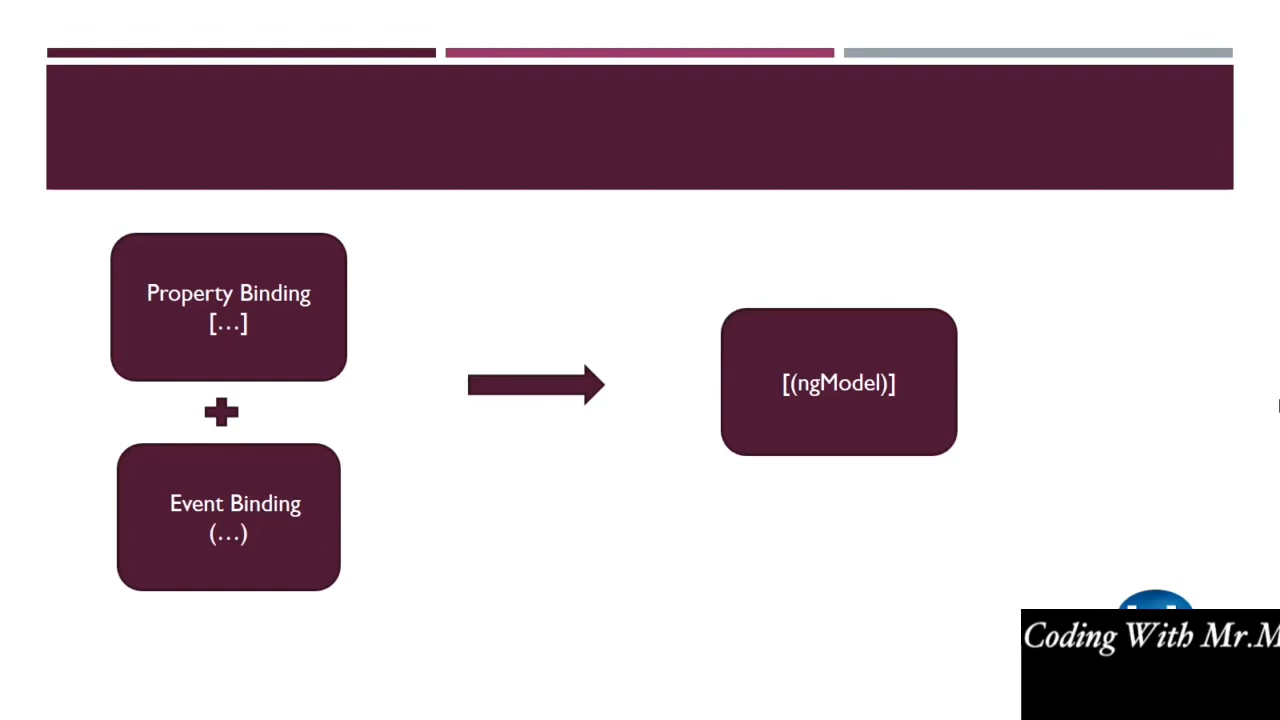 Property Binding
[…]
Event Binding
(…)
[(ngModel)]
Coding With Mr.M